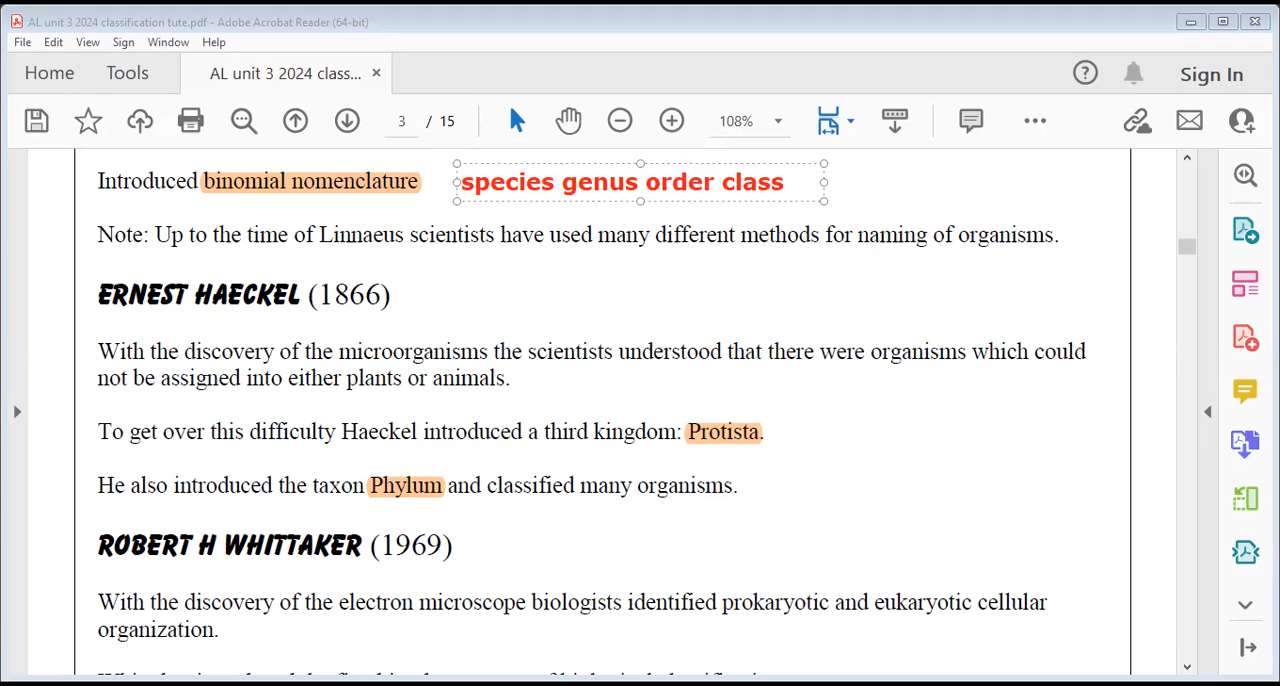 AL unit 3 2024 classification tute.pdf - Adobe Acrobat Reader (64-bit)
File Edit View Sign Window Help
Home Tools AL unit 3 2024 class... × Sign In
3 / 15 108%
Introduced binomial nomenclature species genus order class
Note: Up to the time of Linnaeus scientists have used many different methods for naming of organisms.
ERNEST HAECKEL (1866)
With the discovery of the microorganisms the scientists understood that there were organisms which could
not be assigned into either plants or animals.
To get over this difficulty Haeckel introduced a third kingdom: Protista.
He also introduced the taxon Phylum and classified many organisms.
ROBERT H WHITTAKER (1969)
With the discovery of the electron microscope biologists identified prokaryotic and eukaryotic cellular
organization.